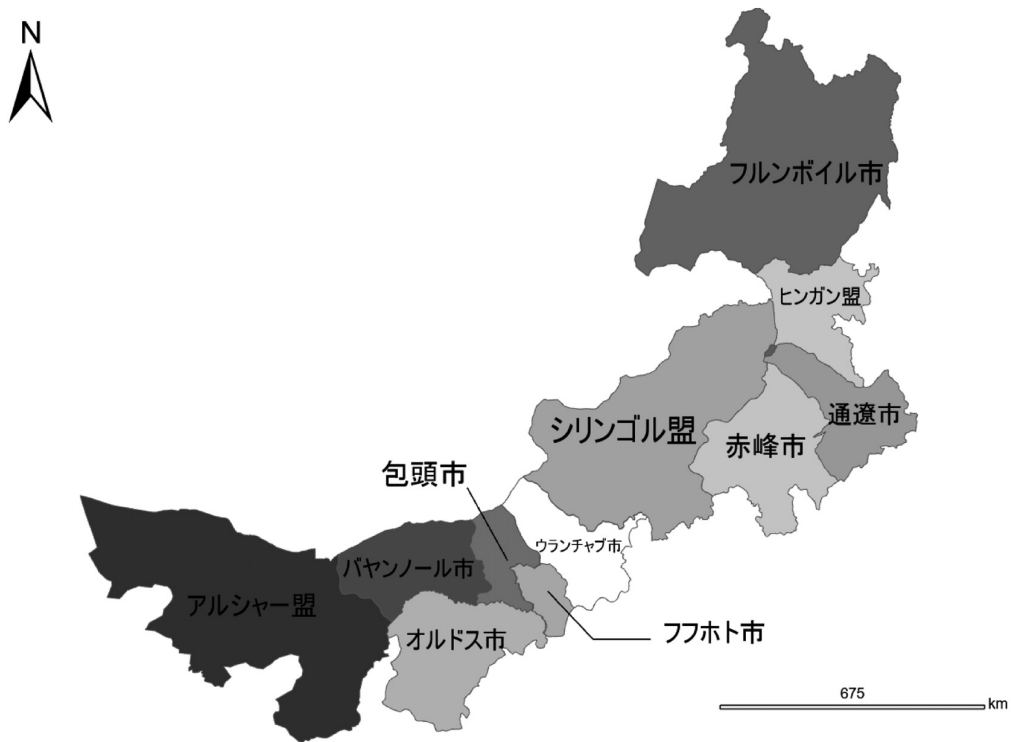 N
フルンボイル市
ヒンガン盟
通遼市
シリンゴル盟
赤峰市
包頭市
ウランチャブ市
バヤンノール市
アルシャー盟
オルドス市
フフホト市
675
km